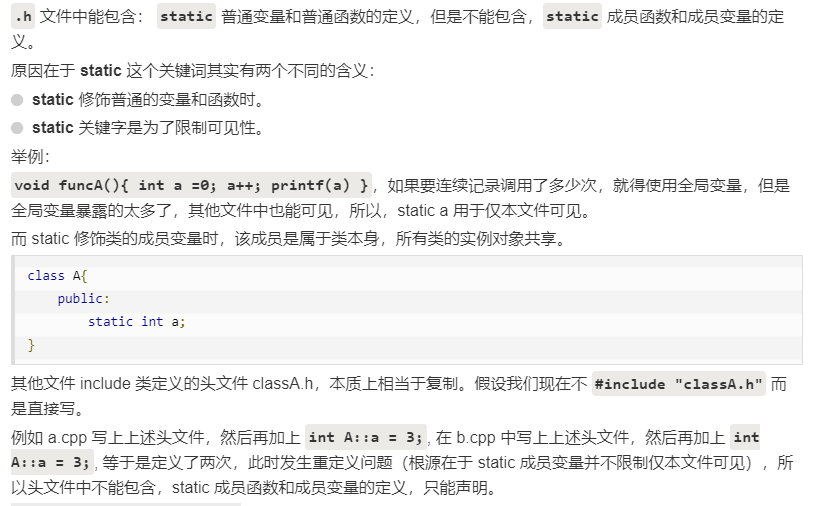 .h 文件中能包含： static 普通变量和普通函数的定义，但是不能包含，static 成员函数和成员变量的定
义。
原因在于 static 这个关键词其实有两个不同的含义：
static 修饰普通的变量和函数时。
static 关键字是为了限制可见性。
举例：
void funcA(){ int a =0; a++; printf(a) }，如果要连续记录调用了多少次，就得使用全局变量，但是
全局变量暴露的太多了，其他文件中也能可见，所以，static a 用于仅本文件可见。
而 static 修饰类的成员变量时，该成员是属于类本身，所有类的实例对象共享。
class A{
public:
static int a;
}
其他文件 include 类定义的头文件 classA.h，本质上相当于复制。假设我们现在不 #include "classA.h" 而
是直接写。
例如 a.cpp 写上上述头文件，然后再加上 int A::a = 3;, 在 b.cpp 中写上上述头文件，然后再加上 int
A::a = 3;, 等于是定义了两次，此时发生重定义问题（根源在于 static 成员变量并不限制仅本文件可见），所
以头文件中不能包含，static 成员函数和成员变量的定义，只能声明。